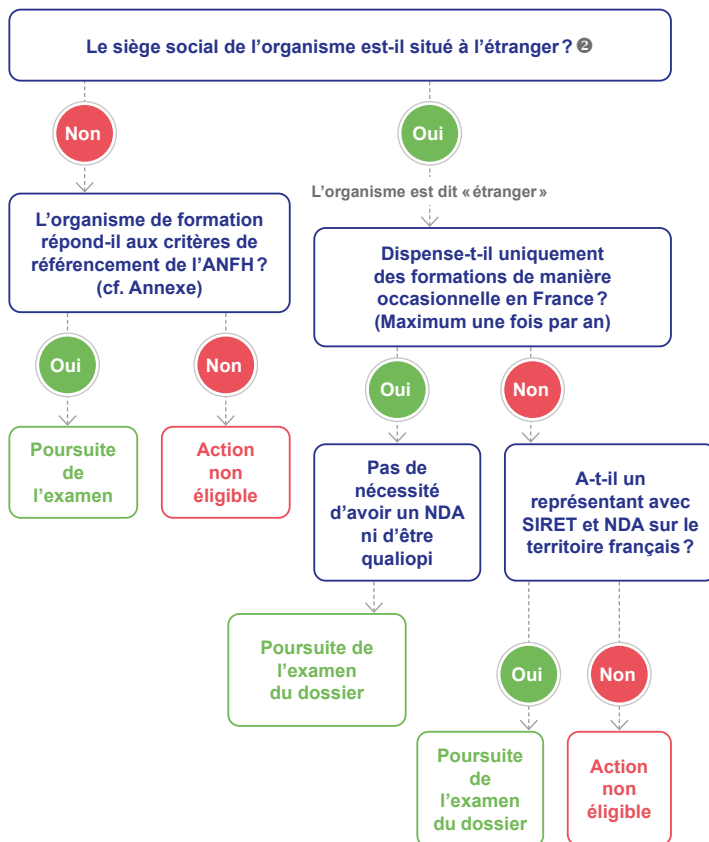 Le siège social de l’organisme est-il situé à l’étranger ? ❷
Non
Oui
L’organisme est dit « étranger »
L’organisme de formation
répond-il aux critères de
référencement de l’ANFH ?
(cf. Annexe)
Dispense-t-il uniquement
des formations de manière
occasionnelle en France ?
(Maximum une fois par an)
Oui
Non
Oui
Non
Poursuite
de
l’examen
Action
non
éligible
Pas de
nécessité
d’avoir un NDA
ni d’être
qualiopi
A-t-il un
représentant avec
SIRET et NDA sur le
territoire français ?
Poursuite de
l’examen
du dossier
Oui
Non
Poursuite
de
l’examen
du dossier
Action
non
éligible